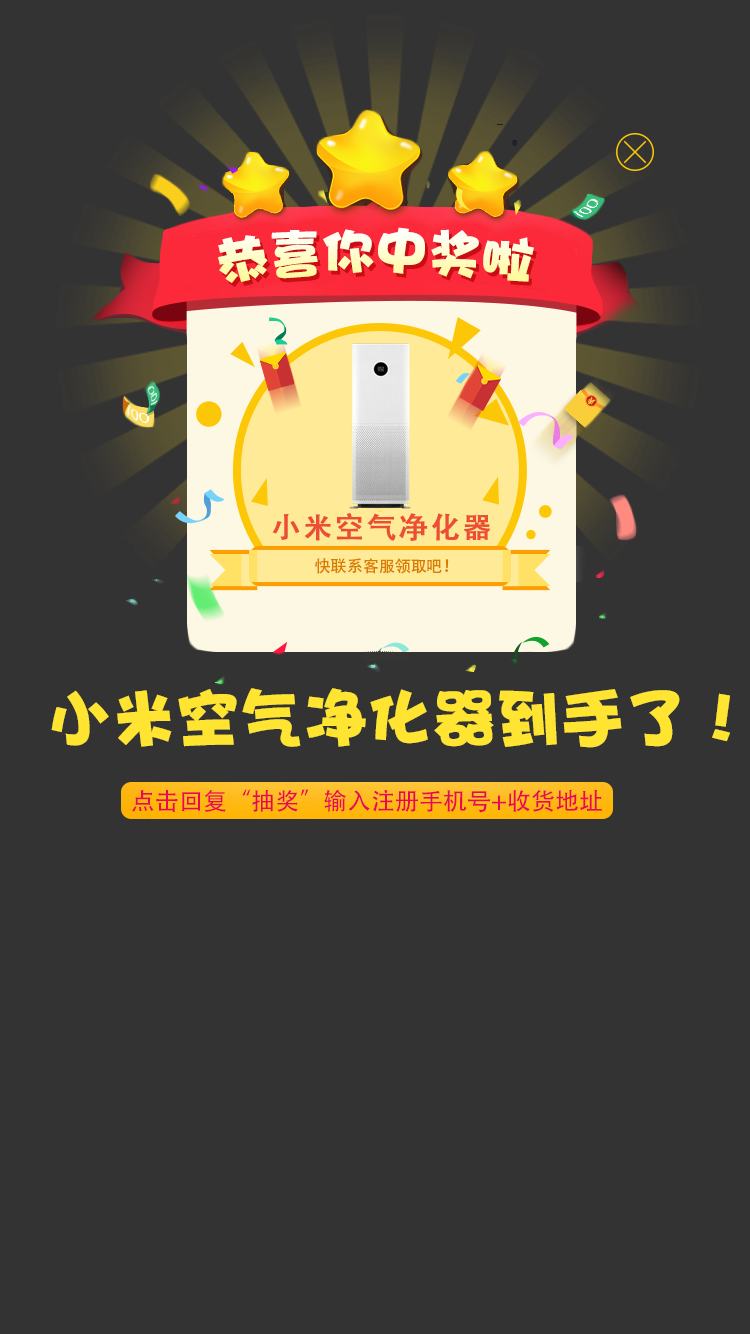 恭喜你中奖啦
100
100
小米空气净化器
快联系客服领取吧！
小米空气净化器到手了！
点击回复“抽奖”输入注册手机号+收货地址